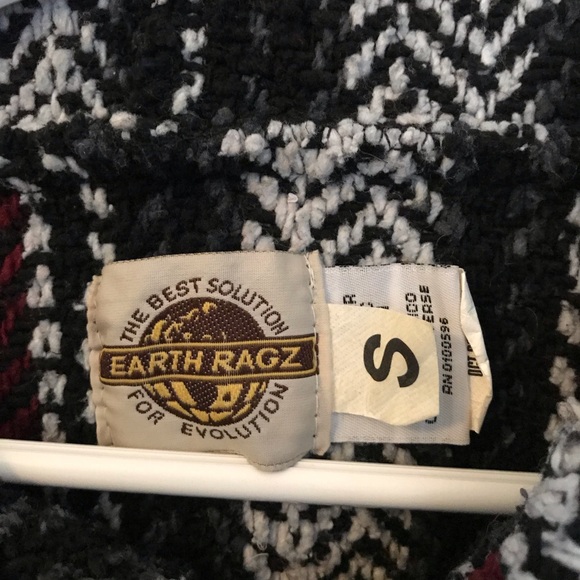 THE BEST SOLUTION
EARTH RAGZ
FOR EVOLUTION
S
RN 0100596